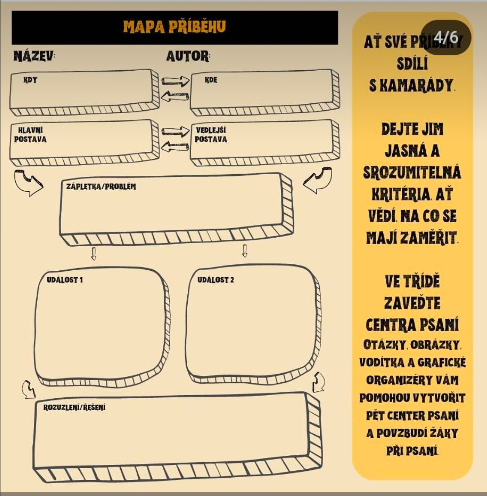 MAPA PŘÍBĚHU
NÁZEV: AUTOR:
KDY
KDE
HLAVNÍ
POSTAVA
VEDLEJŠÍ
POSTAVA
ZÁPLETKA/PROBLÉM
UDÁLOST 1
UDÁLOST 2
ROZUZLENÍ/ŘEŠENÍ
4/6
AŤ SVÉ PŘÍBĚHY
SDÍLÍ
S KAMARÁDY.
DEJTE JIM
JASNÁ A
SROZUMITELNÁ
KRITÉRIA. AŤ
VĚDÍ, NA CO SE
MAJÍ ZAMĚŘIT.
VE TŘÍDĚ
ZAVEĎTE
CENTRA PSANÍ
OTÁZKY, OBRÁZKY,
VODÍTKA A GRAFICKÉ
ORGANIZÉRY VÁM
POMOHOU VYTVOŘIT
PĚT CENTER PSANÍ
A POVZBUDÍ ŽÁKY
PŘI PSANÍ.